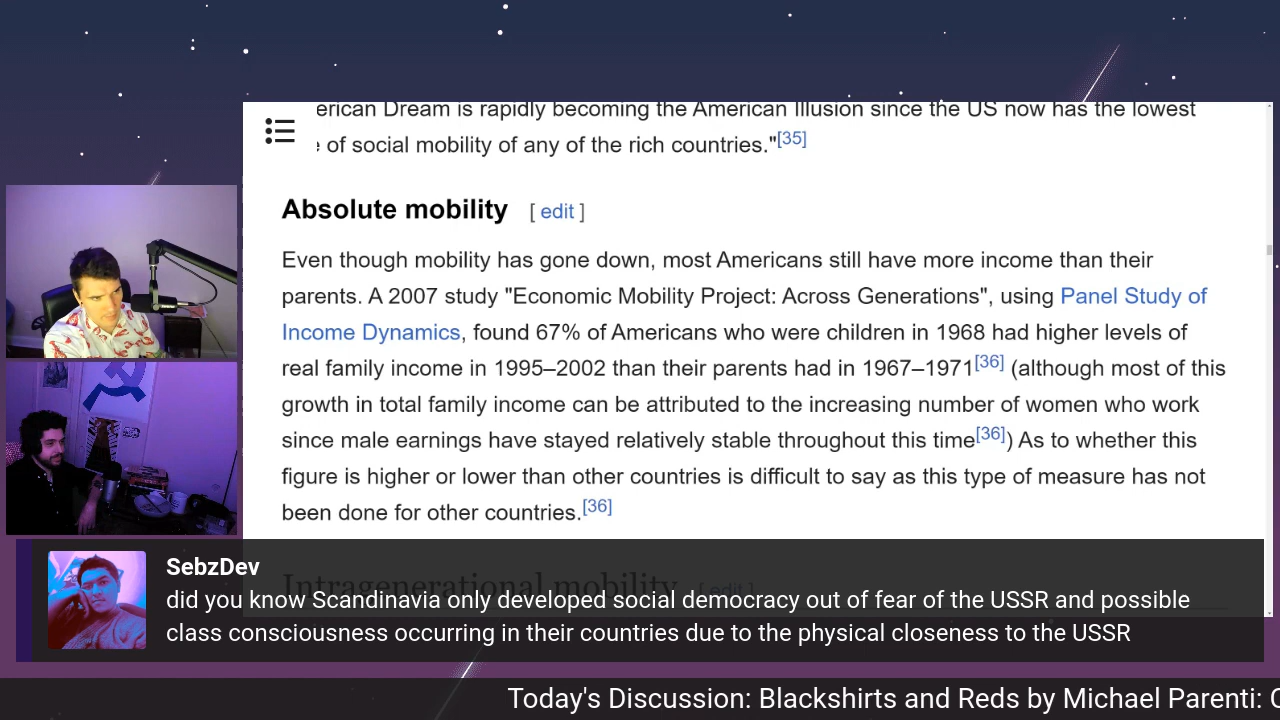 erican Dream is rapidly becoming the American Illusion since the US now has the lowest
of social mobility of any of the rich countries."[35]
Absolute mobility [ edit ]
Even though mobility has gone down, most Americans still have more income than their
parents. A 2007 study "Economic Mobility Project: Across Generations", using Panel Study of
Income Dynamics, found 67% of Americans who were children in 1968 had higher levels of
real family income in 1995–2002 than their parents had in 1967–1971[36] (although most of this
growth in total family income can be attributed to the increasing number of women who work
since male earnings have stayed relatively stable throughout this time[36]) As to whether this
figure is higher or lower than other countries is difficult to say as this type of measure has not
been done for other countries.[36]
Intragenerational mobility [ edit ]
SebzDev
did you know Scandinavia only developed social democracy out of fear of the USSR and possible
class consciousness occurring in their countries due to the physical closeness to the USSR
Today's Discussion: Blackshirts and Reds by Michael Parenti: